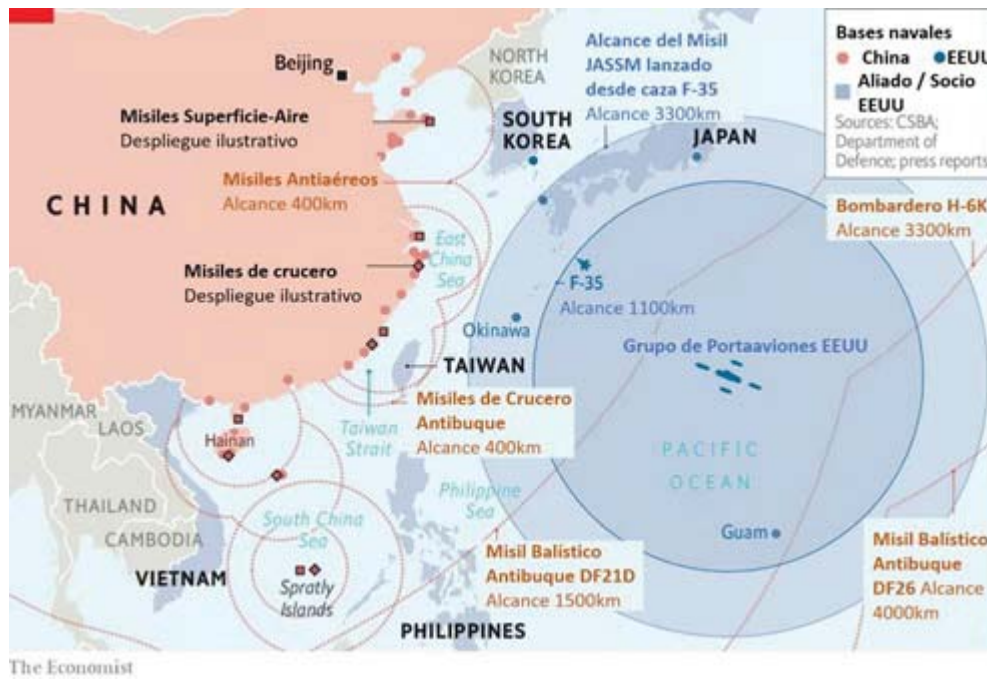 Bases navales
China EEUU
Aliado / Socio
EEUU
Sources: CSBA;
Department of
Defence; press reports
Beijing
NORTH
KOREA
Alcance del Misil
JASSM lanzado
desde caza F-35
Alcance 3300km
Misiles Superficie-Aire
Despliegue ilustrativo
SOUTH
KOREA
JAPAN
CHINA
Misiles Antiaéreos
Alcance 400km
Bombardero H-6K
Alcance 3300km
East
China
Sea
Misiles de crucero
Despliegue ilustrativo
F-35
Alcance 1100km
Okinawa
Grupo de Portaaviones EEUU
TAIWAN
MYANMAR
LAOS
Hainan
Taiwan
Strait
Misiles de Crucero
Antibuque
Alcance 400km
PACIFIC
OCEAN
THAILAND
CAMBODIA
VIETNAM
South China
Sea
Philippine
Sea
Guam
Spratly
Islands
Misil Balístico
Antibuque DF21D
Alcance 1500km
Misil Balístico
Antibuque
DF26 Alcance
4000km
PHILIPPINES
The Economist